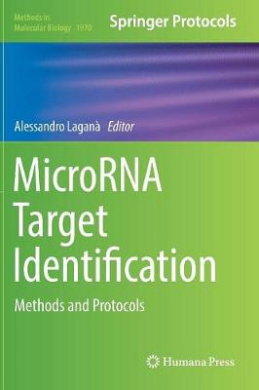 Methods in
Molecular Biology 1970
Springer Protocols
Alessandro Laganà Editor
MicroRNA
Target
Identification
Methods and Protocols
Humana Press